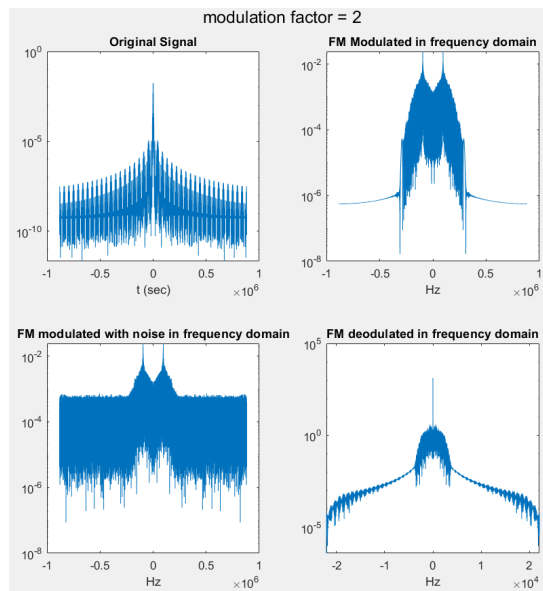 modulation factor = 2
Original Signal
10^0
10^-5
10^-10
-1 -0.5 0 0.5 1
t (sec)
×10^6
FM Modulated in frequency domain
10^-2
10^-4
10^-6
10^-8
-1 -0.5 0 0.5 1
Hz
×10^6
FM modulated with noise in frequency domain
10^-2
10^-4
10^-6
10^-8
-1 -0.5 0 0.5 1
Hz
×10^6
FM deodulated in frequency domain
10^5
10^0
10^-5
-2 -1 0 1 2
Hz
×10^4